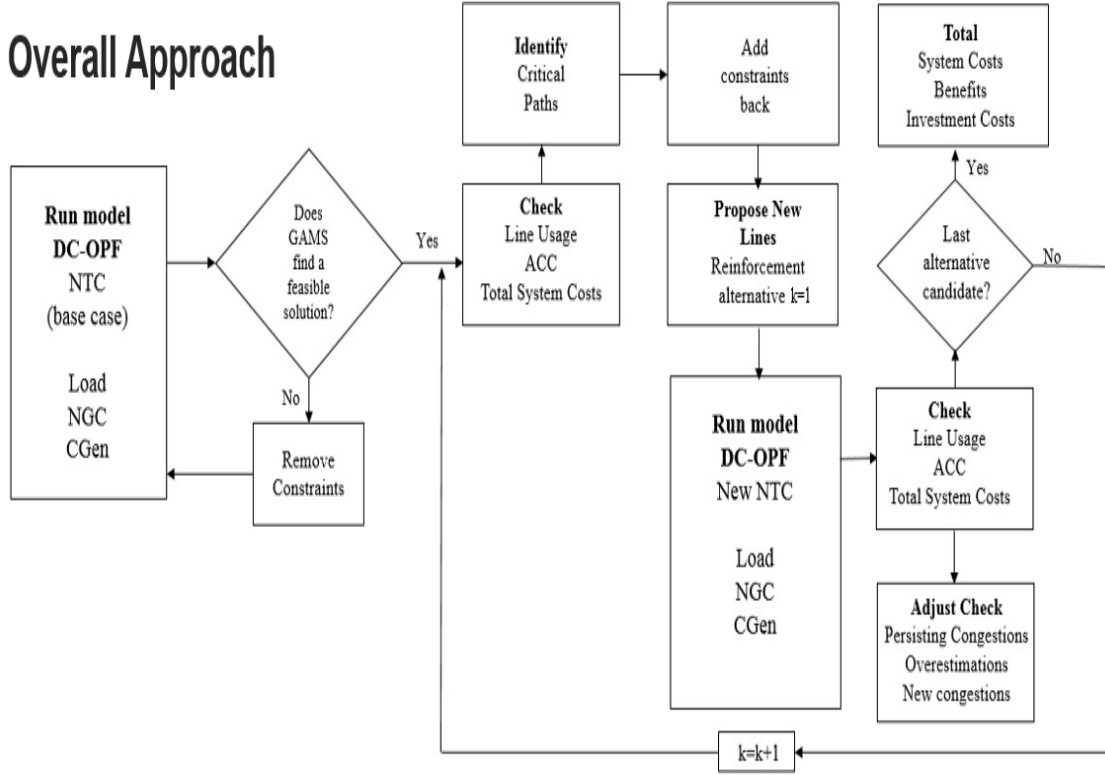 Overall Approach
Run model
DC-OPF
NTC
(base case)
Load
NGC
CGen
Does
GAMS
find a
feasible
solution?
Yes
No
Remove
Constraints
Check
Line Usage
ACC
Total System Costs
Identify
Critical
Paths
Add
constraints
back
Propose New
Lines
Reinforcement
alternative k=1
Run model
DC-OPF
New NTC
Load
NGC
CGen
Check
Line Usage
ACC
Total System Costs
Adjust Check
Persisting Congestions
Overestimations
New congestions
Last
alternative
candidate?
Yes
No
Total
System Costs
Benefits
Investment Costs
k=k+1